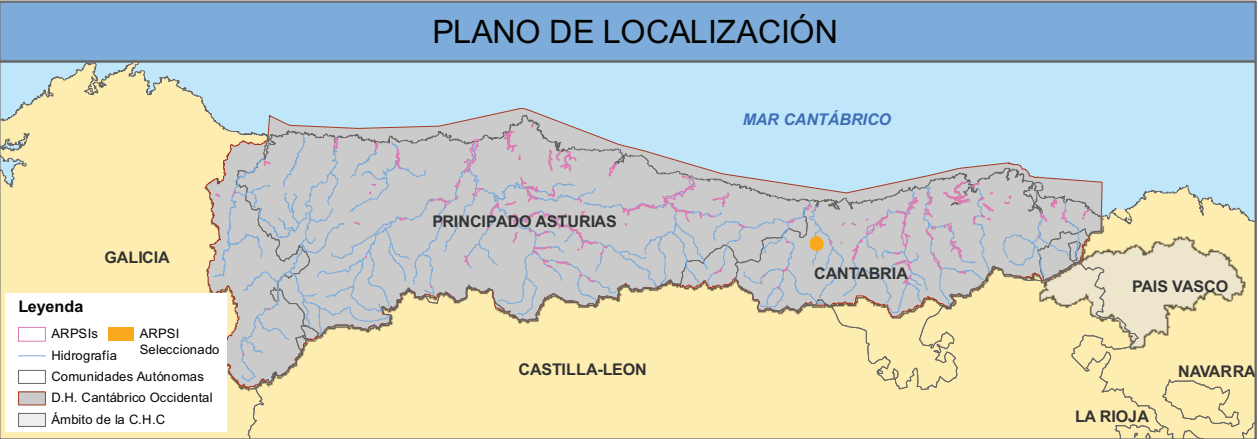 PLANO DE LOCALIZACIÓN
MAR CANTÁBRICO
PRINCIPADO ASTURIAS
GALICIA
CANTABRIA
PAIS VASCO
CASTILLA-LEON
NAVARRA
LA RIOJA
Leyenda
ARPSIs
ARPSI
Seleccionado
Hidrografía
Comunidades Autónomas
D.H. Cantábrico Occidental
Ámbito de la C.H.C